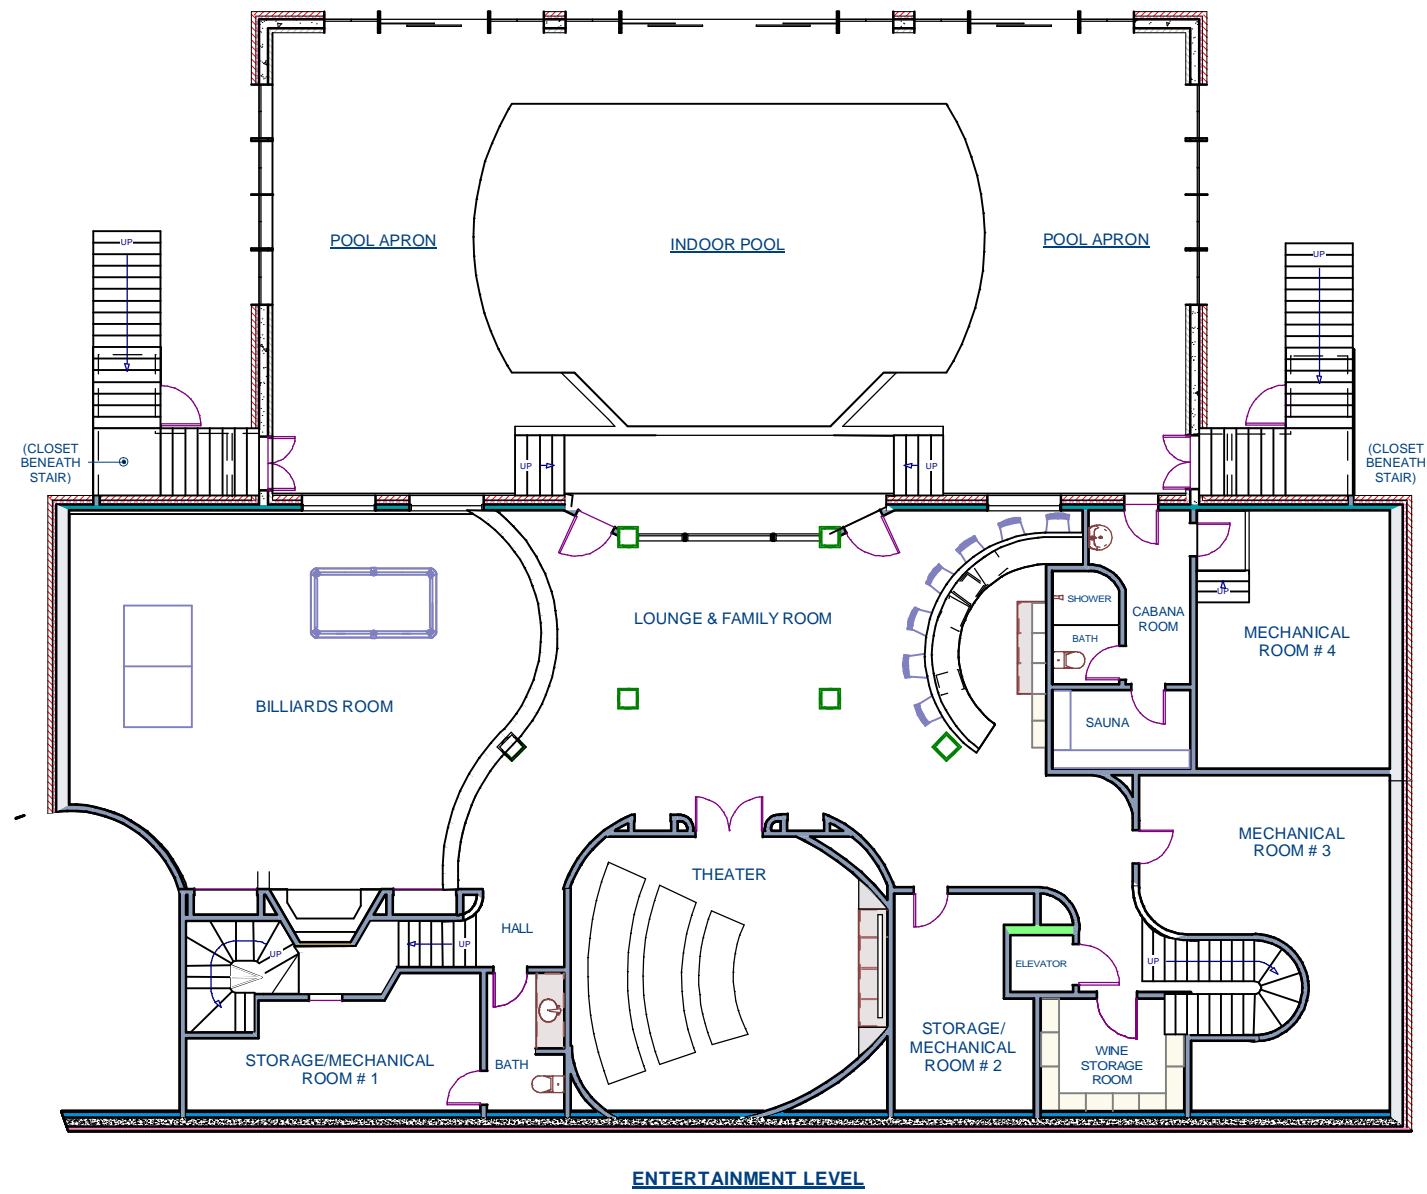 UP
UP
POOL APRON
INDOOR POOL
POOL APRON
(CLOSET
BENEATH
STAIR)
UP
UP
(CLOSET
BENEATH
STAIR)
LOUNGE & FAMILY ROOM
SHOWER
BATH
CABANA
ROOM
UP
MECHANICAL
ROOM # 4
BILLIARDS ROOM
SAUNA
MECHANICAL
ROOM # 3
THEATER
HALL
UP
UP
ELEVATOR
UP
STORAGE/MECHANICAL
ROOM # 1
BATH
STORAGE/
MECHANICAL
ROOM # 2
WINE
STORAGE
ROOM
ENTERTAINMENT LEVEL